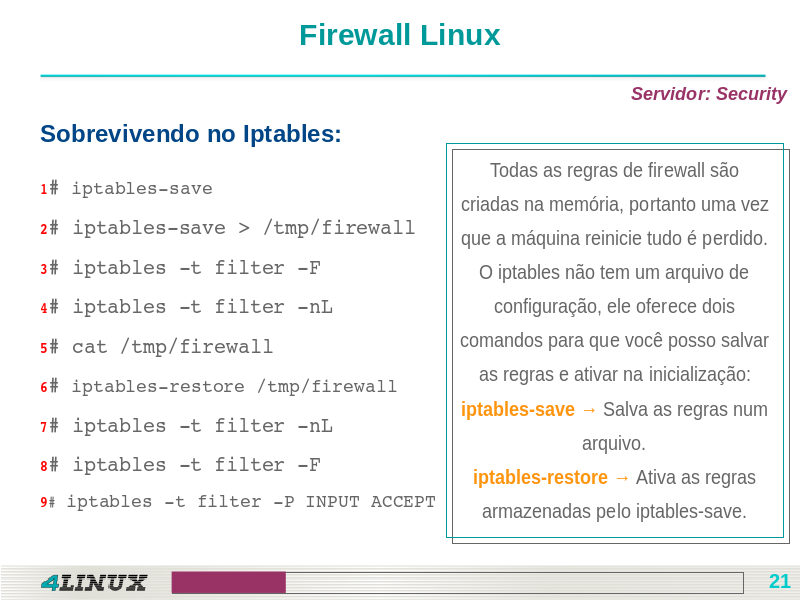 Firewall Linux
Servidor: Security
Sobrevivendo no Iptables:
1# iptables-save
2# iptables-save > /tmp/firewall
3# iptables -t filter -F
4# iptables -t filter -nL
5# cat /tmp/firewall
6# iptables-restore /tmp/firewall
7# iptables -t filter -nL
8# iptables -t filter -F
9# iptables -t filter -P INPUT ACCEPT
Todas as regras de firewall são
criadas na memória, portanto uma vez
que a máquina reinicie tudo é perdido.
O iptables não tem um arquivo de
configuração, ele oferece dois
comandos para que você posso salvar
as regras e ativar na inicialização:
iptables-save → Salva as regras num
arquivo.
iptables-restore → Ativa as regras
armazenadas pelo iptables-save.
4LINUX
21